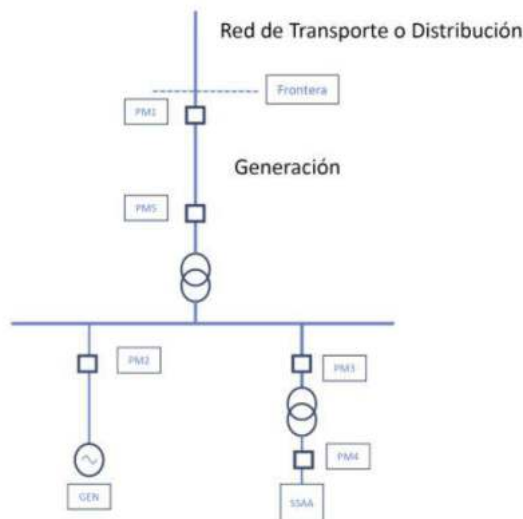 Red de Transporte o Distribución
Frontera
PM1
Generación
PM5
PM2
PM3
PM4
GEN
SSAA